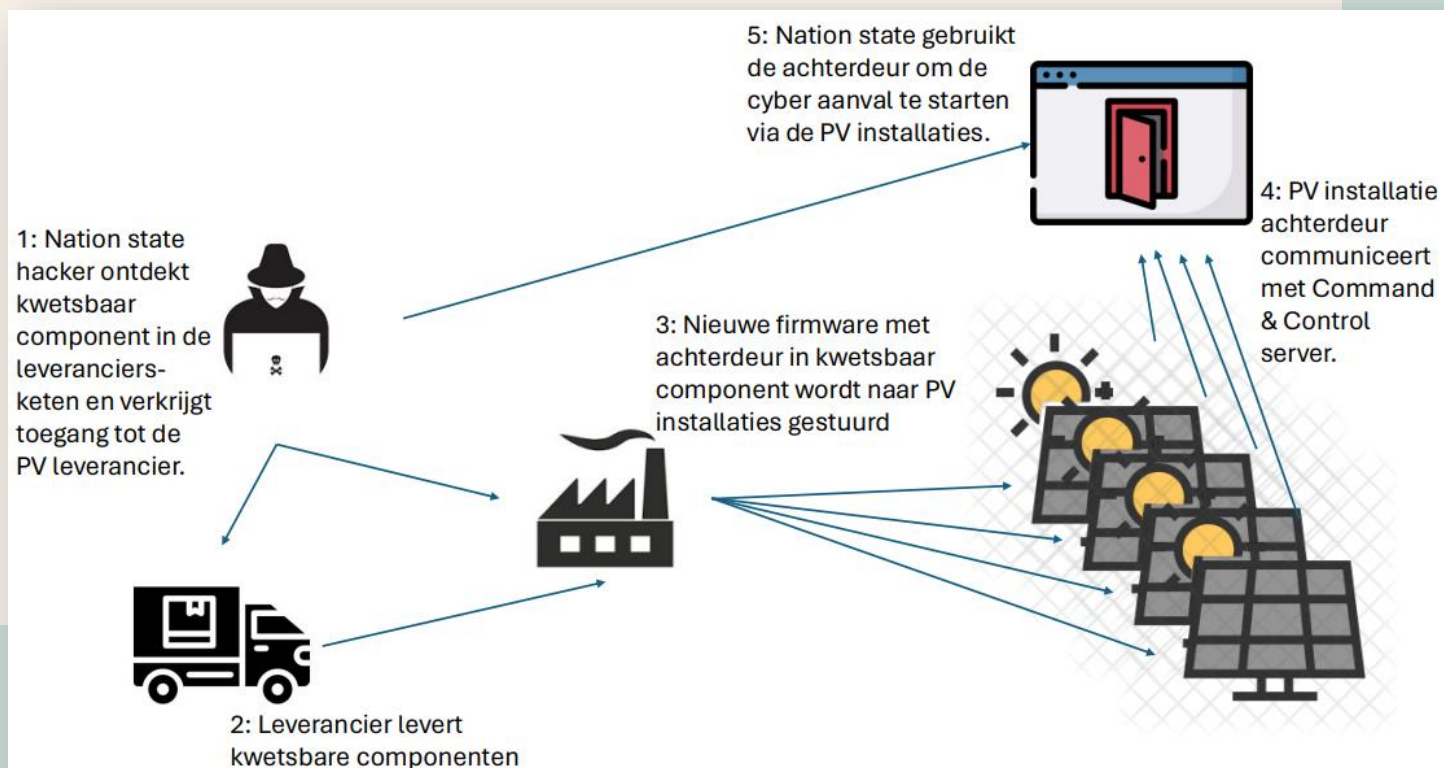 1: Nation state
hacker ontdekt
kwetsbaar
component in de
leveranciers-
keten en verkrijgt
toegang tot de
PV leverancier.
2: Leverancier levert
kwetsbare componenten
3: Nieuwe firmware met
achterdeur in kwetsbaar
component wordt naar PV
installaties gestuurd
4: PV installatie
achterdeur
communiceert
met Command
& Control
server.
5: Nation state gebruikt
de achterdeur om de
cyber aanval te starten
via de PV installaties.